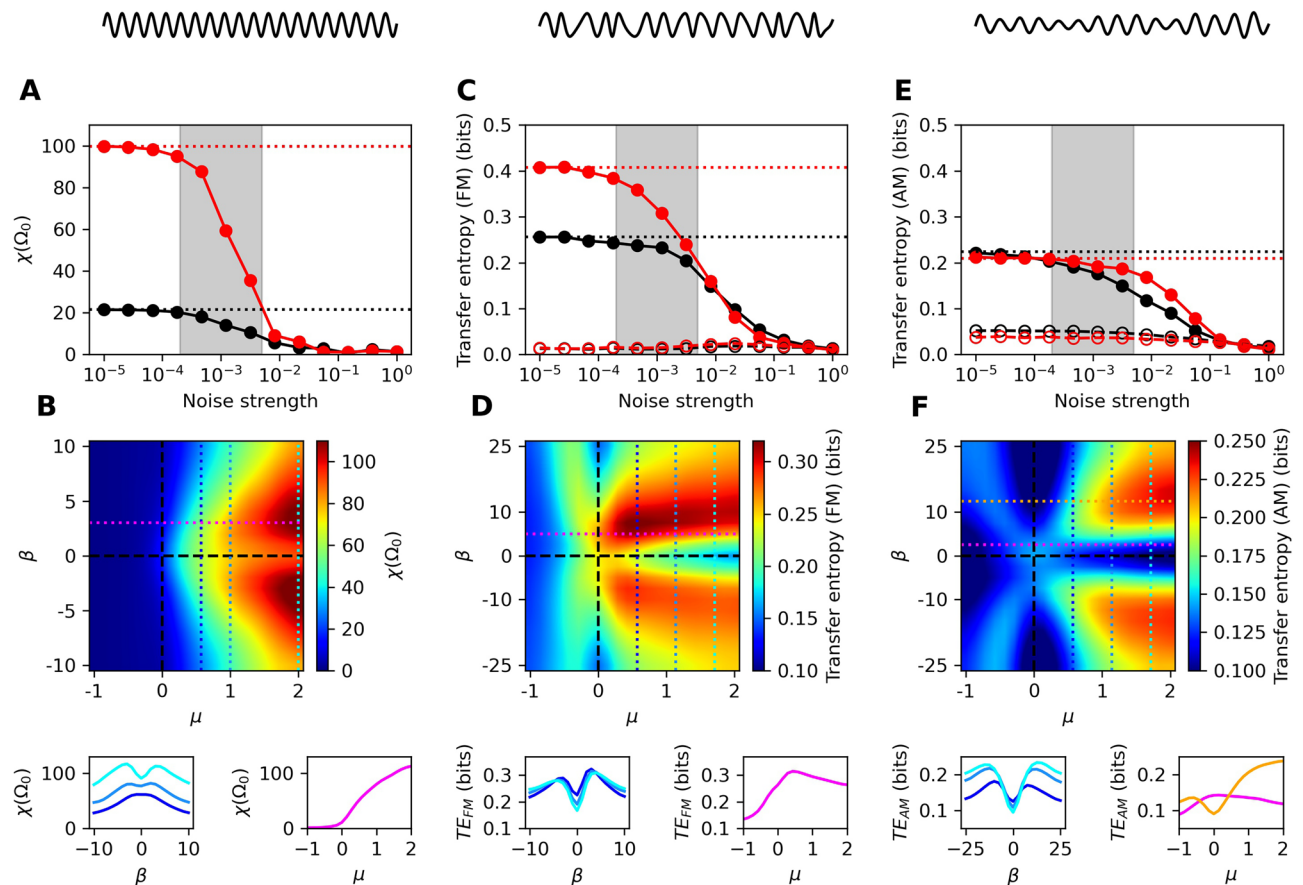 A
χ(Ω₀)
0
20
40
60
80
100
10⁻⁵ 10⁻⁴ 10⁻³ 10⁻² 10⁻¹ 10⁰
Noise strength
C
Transfer entropy (FM) (bits)
0.0
0.1
0.2
0.3
0.4
0.5
10⁻⁵ 10⁻⁴ 10⁻³ 10⁻² 10⁻¹ 10⁰
Noise strength
E
Transfer entropy (AM) (bits)
0.0
0.1
0.2
0.3
0.4
0.5
10⁻⁵ 10⁻⁴ 10⁻³ 10⁻² 10⁻¹ 10⁰
Noise strength
B
β
10
5
0
-5
-10
-1 0 1 2
μ
100
80
60
40
20
0
χ(Ω₀)
D
β
25
10
0
-10
-25
-1 0 1 2
μ
0.30
0.25
0.20
0.15
0.10
Transfer entropy (FM) (bits)
F
β
25
10
0
-10
-25
-1 0 1 2
μ
0.250
0.225
0.200
0.175
0.150
0.125
0.100
Transfer entropy (AM) (bits)
χ(Ω₀)
100
0
−10 0 10
β
χ(Ω₀)
100
0
−1 0 1 2
μ
TE_FM (bits)
0.3
0.2
0.1
−10 0 10
β
TE_FM (bits)
0.3
0.2
0.1
−1 0 1 2
μ
TE_AM (bits)
0.2
0.1
−25 0 25
β
TE_AM (bits)
0.2
0.1
−1 0 1 2
μ